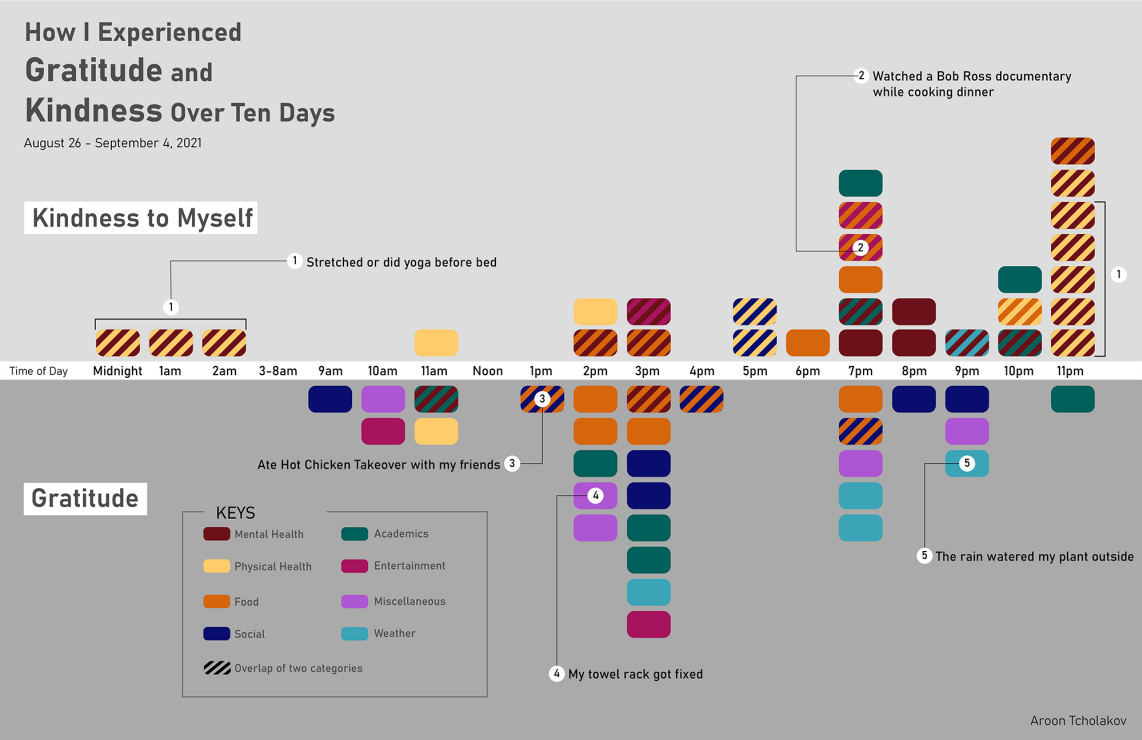 How I Experienced
Gratitude and
Kindness Over Ten Days
August 26 - September 4, 2021
2 Watched a Bob Ross documentary
while cooking dinner
Kindness to Myself
1 Stretched or did yoga before bed
1
2
1
Time of Day Midnight 1am 2am 3-8am 9am 10am 11am Noon 1pm 2pm 3pm 4pm 5pm 6pm 7pm 8pm 9pm 10pm 11pm
3
Ate Hot Chicken Takeover with my friends 3
5
4
Gratitude
KEYS
Mental Health Academics
Physical Health Entertainment
Food Miscellaneous
Social Weather
Overlap of two categories
5 The rain watered my plant outside
4 My towel rack got fixed
Aroon Tcholakov